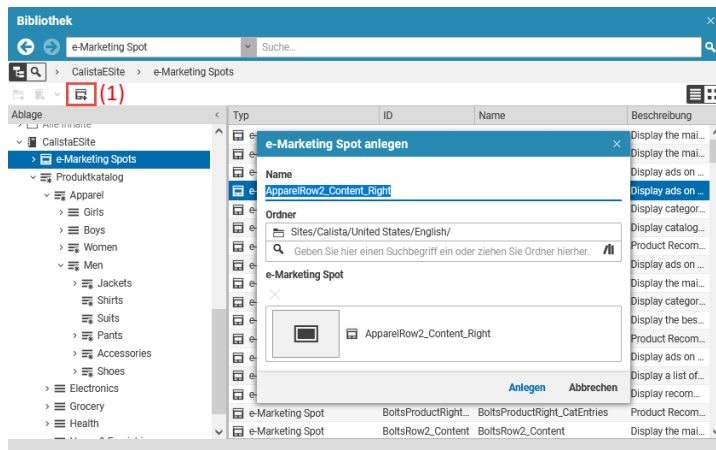 Bibliothek
e-Marketing Spot
Suche...
CalistaESite > e-Marketing Spots
(1)
Ablage
Typ ID Name Beschreibung
Alle Inhalte
CalistaESite
e-Marketing Spots
Produktkatalog
Apparel
Girls
Boys
Women
Men
Jackets
Shirts
Suits
Pants
Accessories
Shoes
Electronics
Grocery
Health
e-Marketing Spot anlegen
Name
ApparelRow2_Content_Right
Ordner
Sites/Calista/United States/English/
Geben Sie hier einen Suchbegriff ein oder ziehen Sie Ordner hierher.
e-Marketing Spot
ApparelRow2_Content_Right
Anlegen Abbrechen
Display the mai...
Display the mai...
Display ads on ...
Display ads on ...
Display categor...
Display catalog...
Product Recom...
Display ads on ...
Display the mai...
Display categor...
Display the bes...
Product Recom...
Display ads on ...
Display a list of...
Display recom...
e-Marketing Spot BoltsProductRight... BoltsProductRight_CatEntries Product Recom...
e-Marketing Spot BoltsRow2_Content BoltsRow2_Content Display the mai...